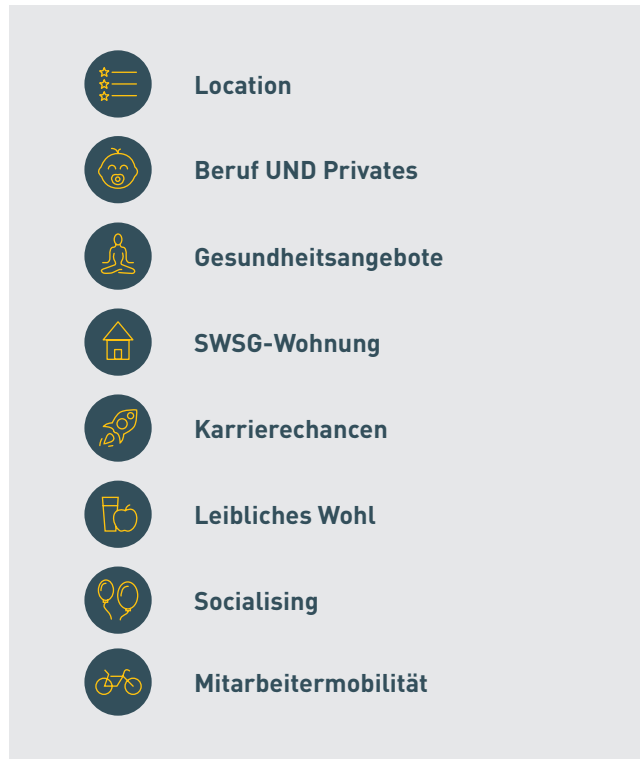 Location
Beruf UND Privates
Gesundheitsangebote
SWSG-Wohnung
Karrierechancen
Leibliches Wohl
Socialising
Mitarbeitermobilität